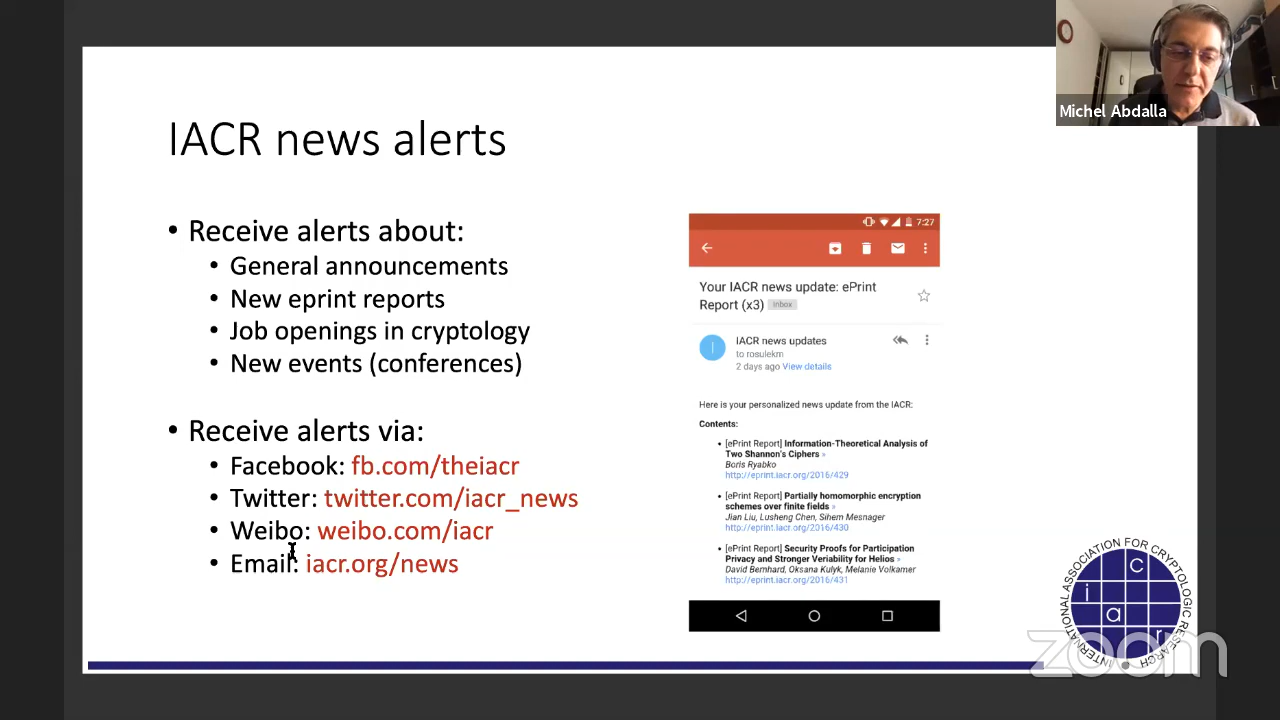 Michel Abdalla
IACR news alerts
• Receive alerts about:
• General announcements
• New eprint reports
• Job openings in cryptology
• New events (conferences)
• Receive alerts via:
• Facebook: fb.com/theiacr
• Twitter: twitter.com/iacr_news
• Weibo: weibo.com/iacr
• Email: iacr.org/news
7:27
Your IACR news update: ePrint
Report (x3) Inbox
I
IACR news updates
to rosulekm
2 days ago View details
Here is your personalized news update from the IACR:
Contents:
• [ePrint Report] Information-Theoretical Analysis of
Two Shannon's Ciphers »
Boris Ryabko
http://eprint.iacr.org/2016/429
• [ePrint Report] Partially homomorphic encryption
schemes over finite fields »
Jian Liu, Lusheng Chen, Sihem Mesnager
http://eprint.iacr.org/2016/430
• [ePrint Report] Security Proofs for Participation
Privacy and Stronger Veriability for Helios »
David Bernhard, Oksana Kulyk, Melanie Volkamer
http://eprint.iacr.org/2016/431
INTERNATIONAL ASSOCIATION FOR CRYPTOLOGIC RESEARCH
c
i
a
r
zoom